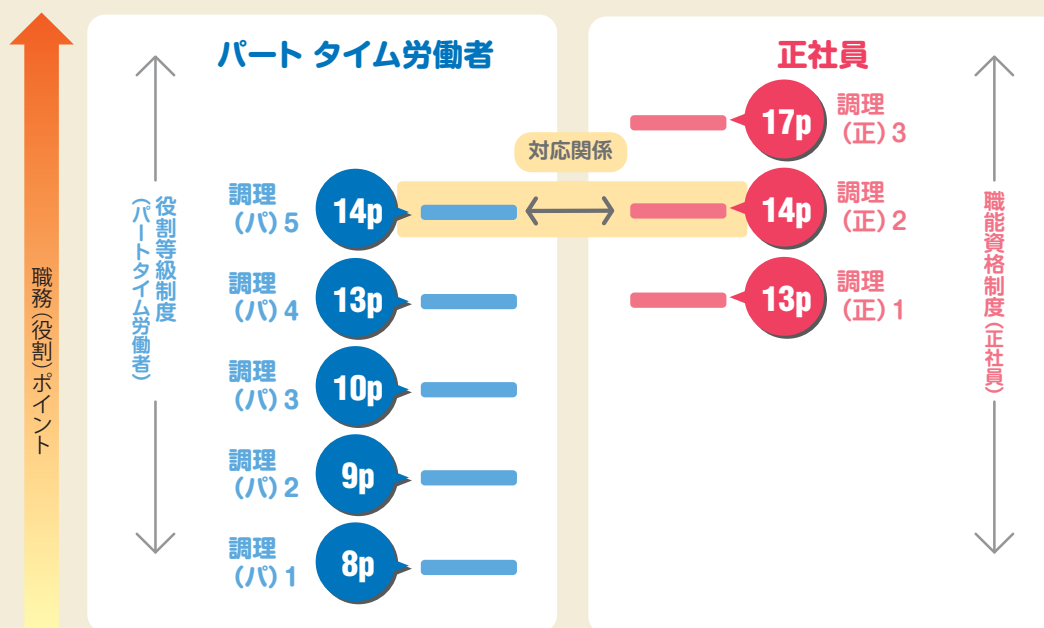 パート タイム労働者
正社員
職務（役割）ポイント
役割等級制度
（パートタイム労働者）
対応関係
調理
（パ）5
14p
調理
（パ）4
13p
調理
（パ）3
10p
調理
（パ）2
9p
調理
（パ）1
8p
17p
調理
（正）3
14p
調理
（正）2
13p
調理
（正）1
職能資格制度（正社員）